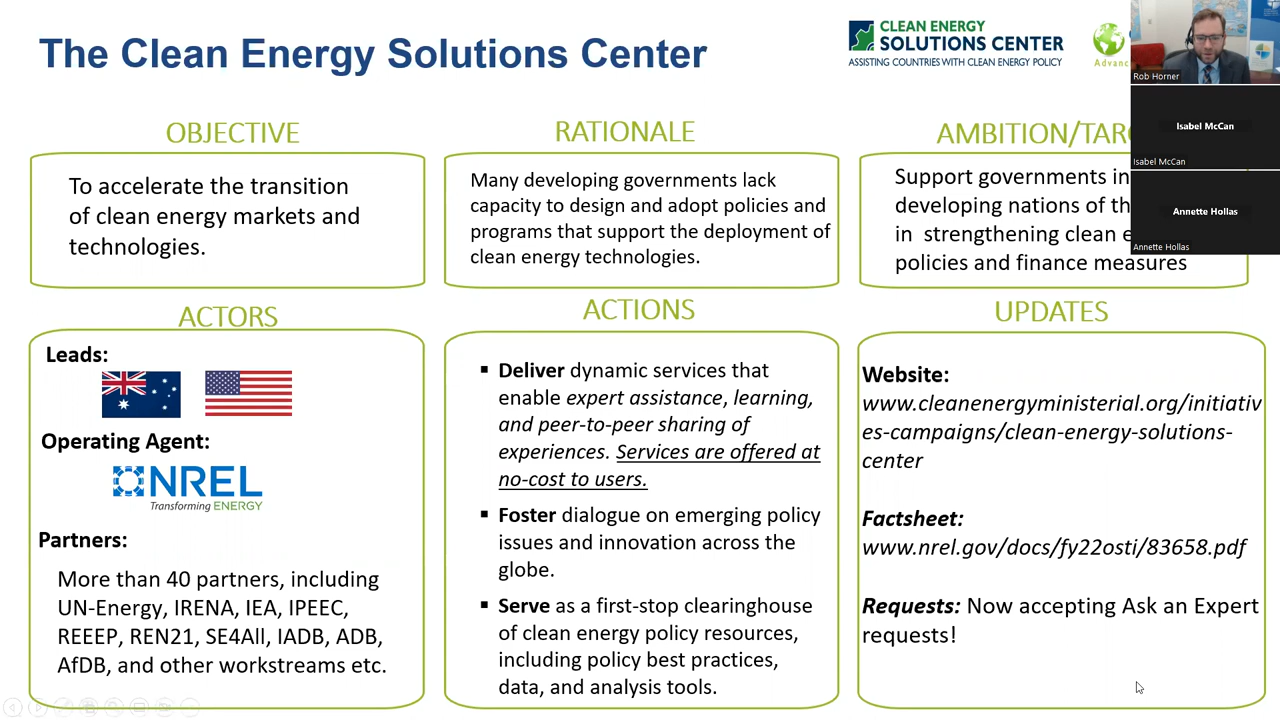 The Clean Energy Solutions Center
CLEAN ENERGY
SOLUTIONS CENTER
ASSISTING COUNTRIES WITH CLEAN ENERGY POLICY
Rob Horner
Isabel McCan
Isabel McCan
Annette Hollas
Annette Hollas
OBJECTIVE
To accelerate the transition
of clean energy markets and
technologies.
RATIONALE
Many developing governments lack
capacity to design and adopt policies and
programs that support the deployment of
clean energy technologies.
AMBITION/TAR
Support governments in
developing nations of th
in strengthening clean e
policies and finance measures
ACTORS
Leads:
Operating Agent:
NREL
Transforming ENERGY
Partners:
More than 40 partners, including
UN-Energy, IRENA, IEA, IPEEC,
REEEP, REN21, SE4All, IADB, ADB,
AfDB, and other workstreams etc.
ACTIONS
▪ Deliver dynamic services that
enable expert assistance, learning,
and peer-to-peer sharing of
experiences. Services are offered at
no-cost to users.
▪ Foster dialogue on emerging policy
issues and innovation across the
globe.
▪ Serve as a first-stop clearinghouse
of clean energy policy resources,
including policy best practices,
data, and analysis tools.
UPDATES
Website:
www.cleanenergyministerial.org/initiativ
es-campaigns/clean-energy-solutions-
center
Factsheet:
www.nrel.gov/docs/fy22osti/83658.pdf
Requests: Now accepting Ask an Expert
requests!